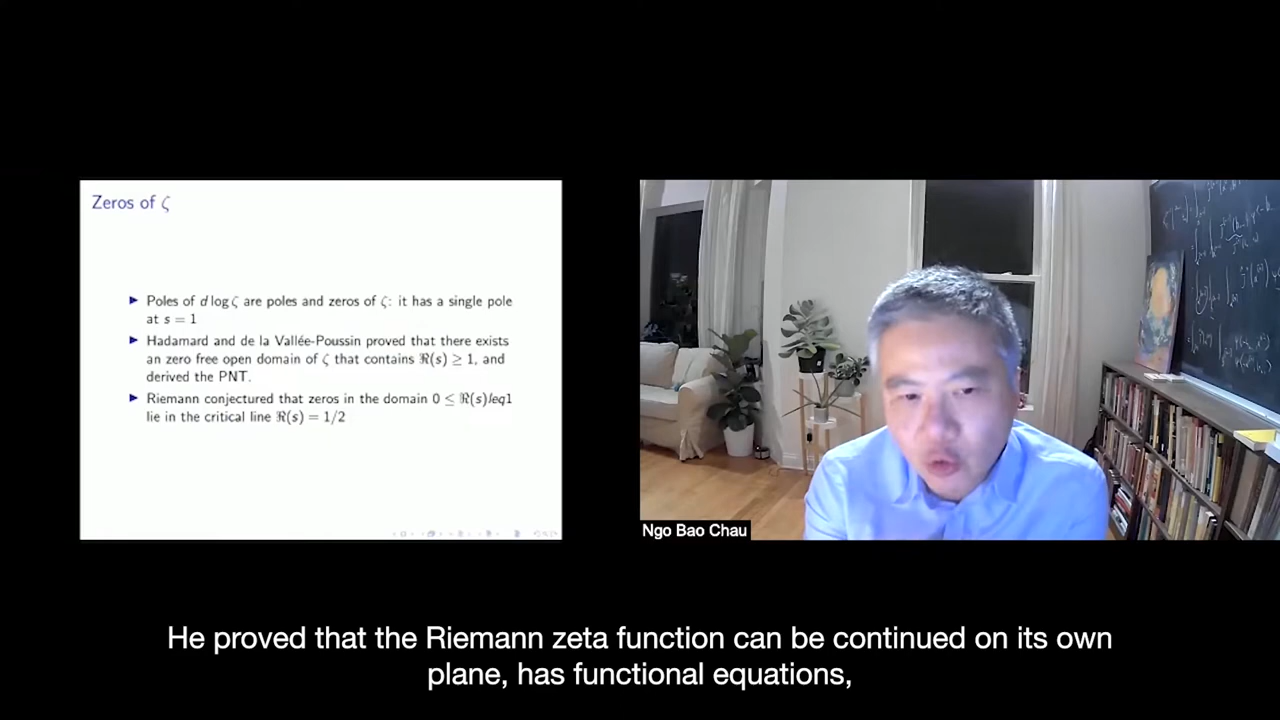 Zeros of ζ
▶ Poles of d log ζ are poles and zeros of ζ: it has a single pole
at s = 1
▶ Hadamard and de la Vallée-Poussin proved that there exists
an zero free open domain of ζ that contains ℜ(s) ≥ 1, and
derived the PNT.
▶ Riemann conjectured that zeros in the domain 0 ≤ ℜ(s)leq1
lie in the critical line ℜ(s) = 1/2
Ngo Bao Chau
He proved that the Riemann zeta function can be continued on its own
plane, has functional equations,